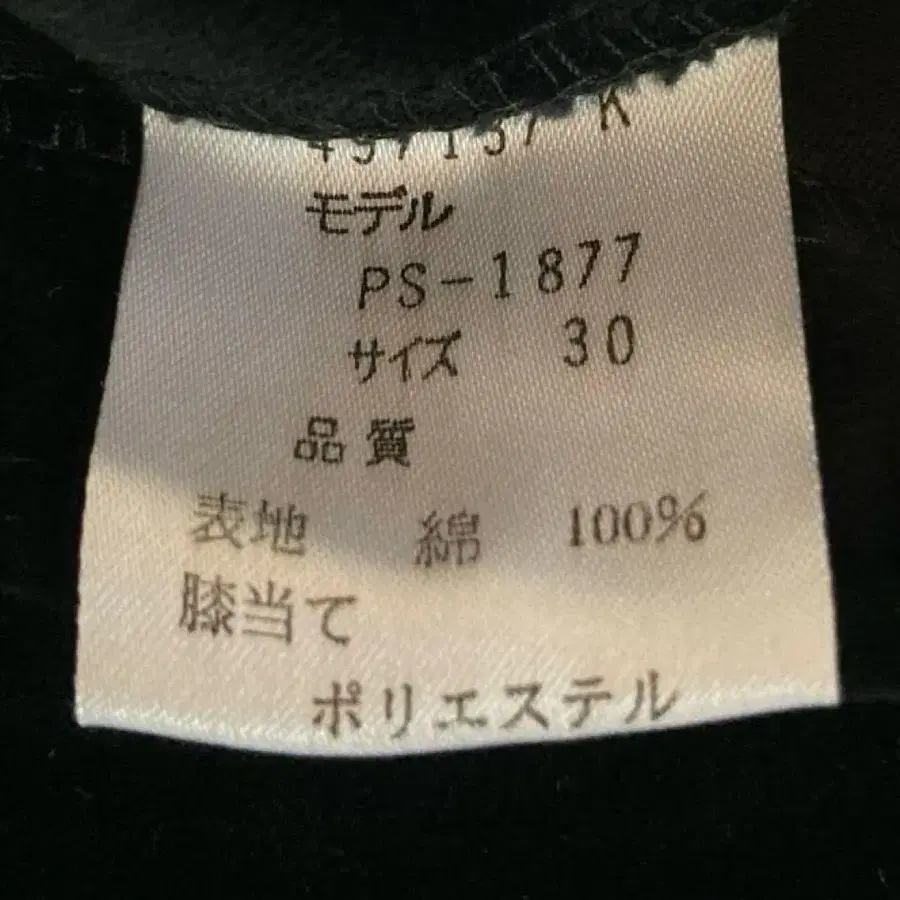 モデル
PS-1877
サイズ 30
品質
表地 綿 100%
膝当て
ポリエステル